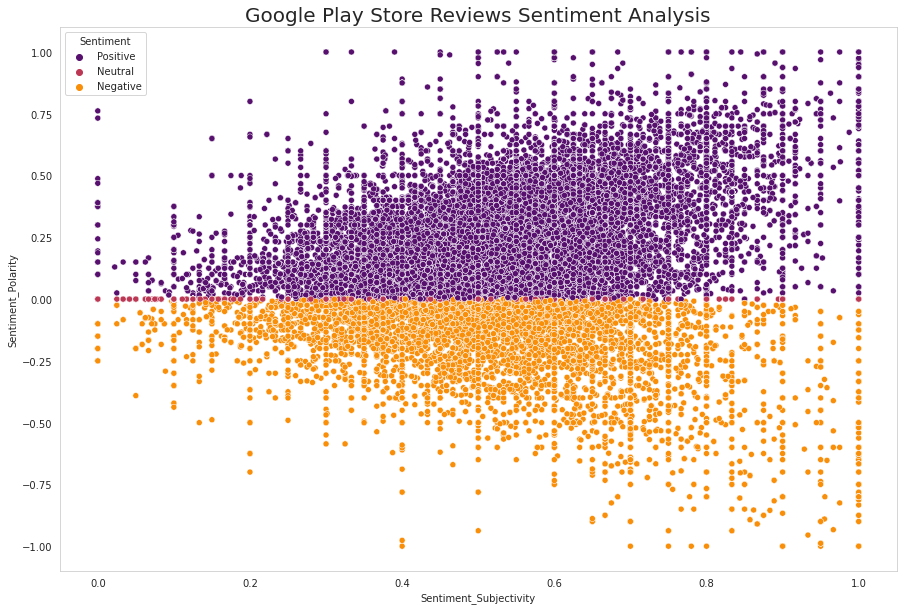 Google Play Store Reviews Sentiment Analysis
Sentiment
Positive
Neutral
Negative
Sentiment_Polarity
1.00
0.75
0.50
0.25
0.00
−0.25
−0.50
−0.75
−1.00
0.0 0.2 0.4 0.6 0.8 1.0
Sentiment_Subjectivity